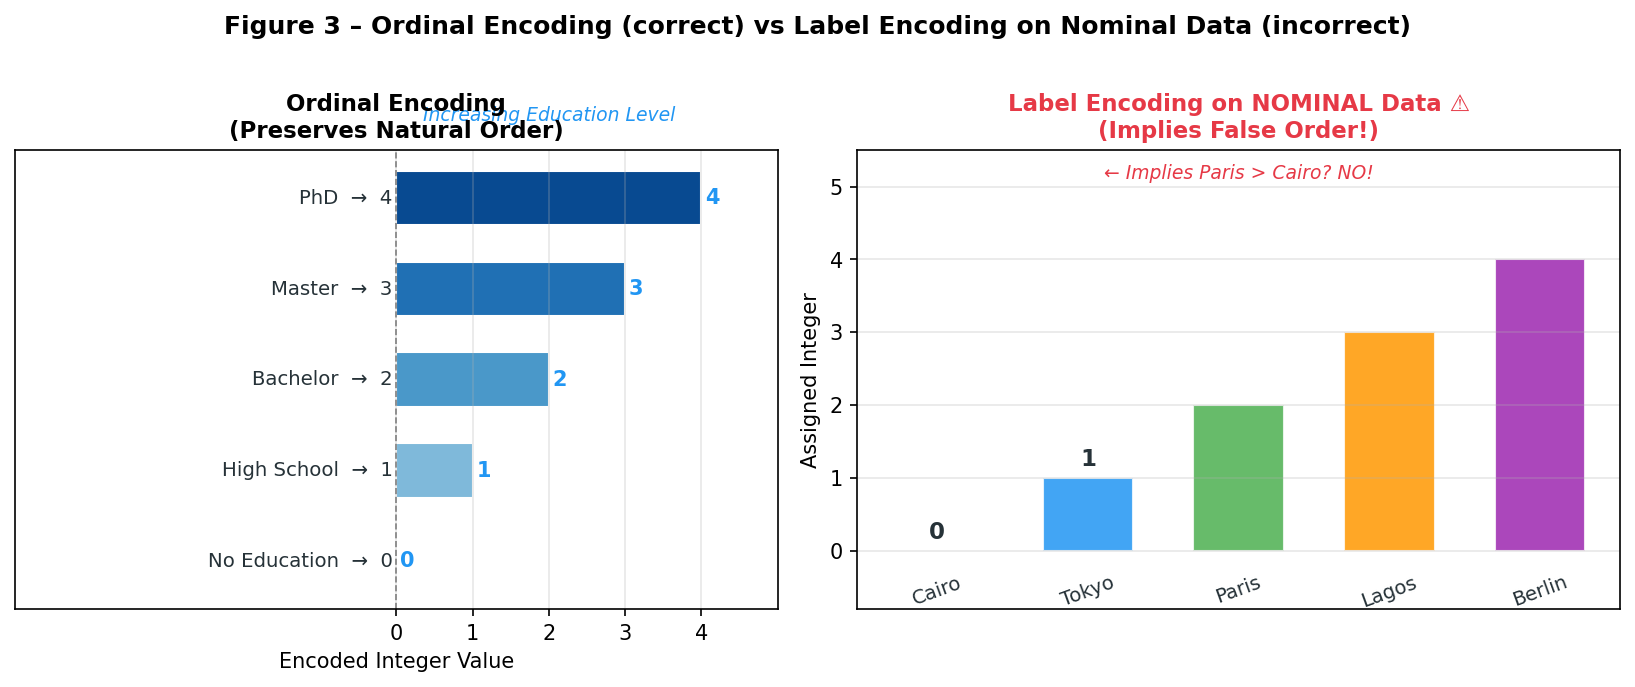 Figure 3 – Ordinal Encoding (correct) vs Label Encoding on Nominal Data (incorrect)
Ordinal Encoding
Increasing Education Level
(Preserves Natural Order)
PhD → 4
4
Master → 3
3
Bachelor → 2
2
High School → 1
1
No Education → 0
0
0 1 2 3 4
Encoded Integer Value
Label Encoding on NOMINAL Data ⚠
(Implies False Order!)
← Implies Paris > Cairo? NO!
Assigned Integer
5
4
3
2
1
0
0
1
Cairo Tokyo Paris Lagos Berlin